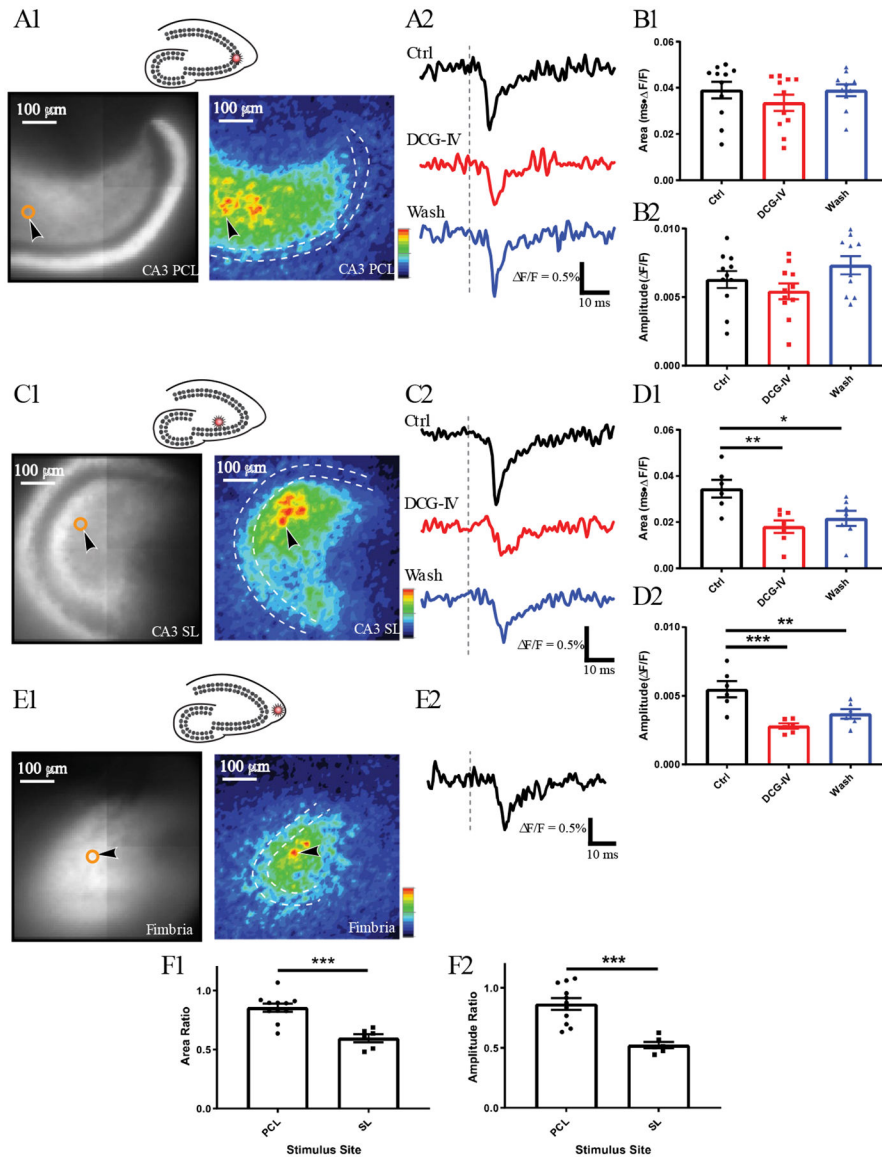 A1
100 µm
CA3 PCL
100 µm
CA3 PCL
A2
Ctrl
DCG-IV
Wash
ΔF/F = 0.5%
10 ms
B1
Area (ms•ΔF/F)
0.06
0.04
0.02
0.00
Ctrl
DCG-IV
Wash
B2
Amplitude (ΔF/F)
0.010
0.005
0.000
Ctrl
DCG-IV
Wash
C1
100 µm
CA3 SL
100 µm
CA3 SL
C2
Ctrl
DCG-IV
Wash
ΔF/F = 0.5%
10 ms
D1
Area (ms•ΔF/F)
0.06
0.04
0.02
0.00
*
**
Ctrl
DCG-IV
Wash
D2
Amplitude (ΔF/F)
0.010
0.005
0.000
**
***
Ctrl
DCG-IV
Wash
E1
100 µm
Fimbria
100 µm
Fimbria
E2
ΔF/F = 0.5%
10 ms
F1
***
Area Ratio
1.0
0.5
0.0
PCL
SL
Stimulus Site
F2
***
Amplitude Ratio
1.0
0.5
0.0
PCL
SL
Stimulus Site